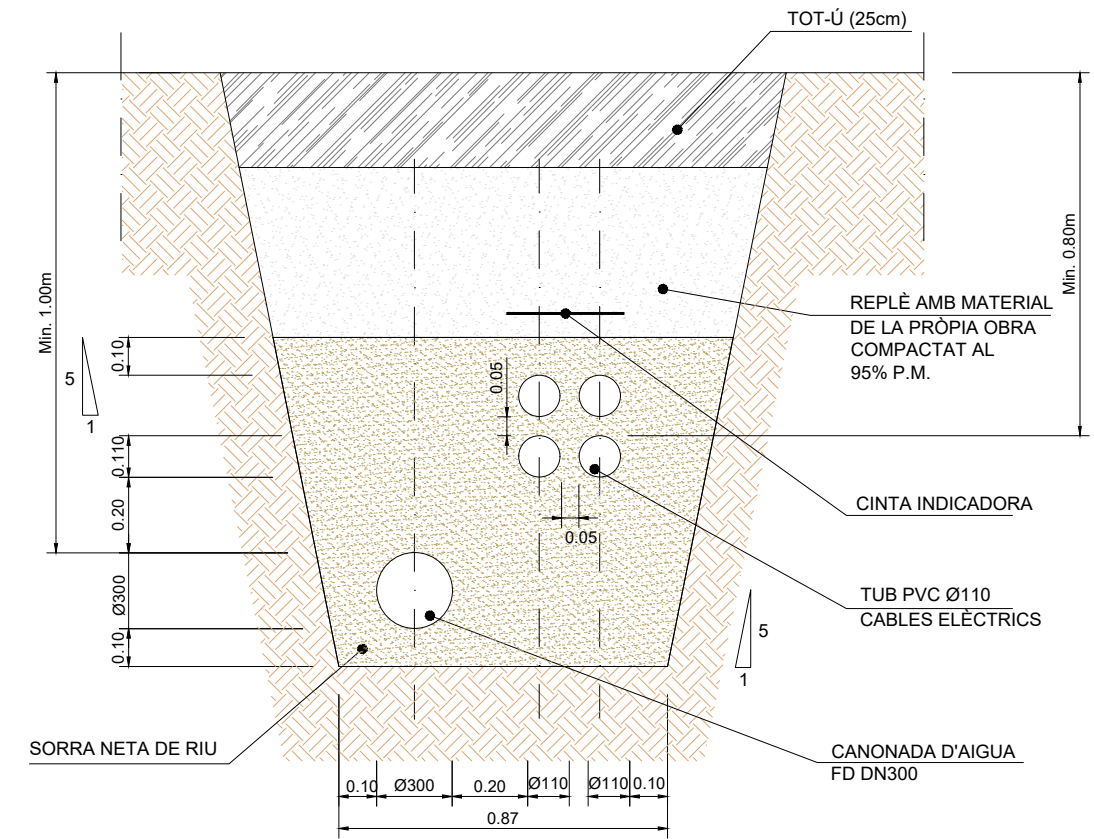 TOT-Ú (25cm)
Min. 1.00m
Min. 0.80m
REPLÈ AMB MATERIAL
DE LA PRÒPIA OBRA
COMPACTAT AL
95% P.M.
0.10
0.05
5
1
0.110
0.20
CINTA INDICADORA
0.05
Ø300
TUB PVC Ø110
CABLES ELÈCTRICS
5
1
0.10
SORRA NETA DE RIU
CANONADA D'AIGUA
FD DN300
0.10 Ø300 0.20 Ø110 Ø110 0.10
0.87